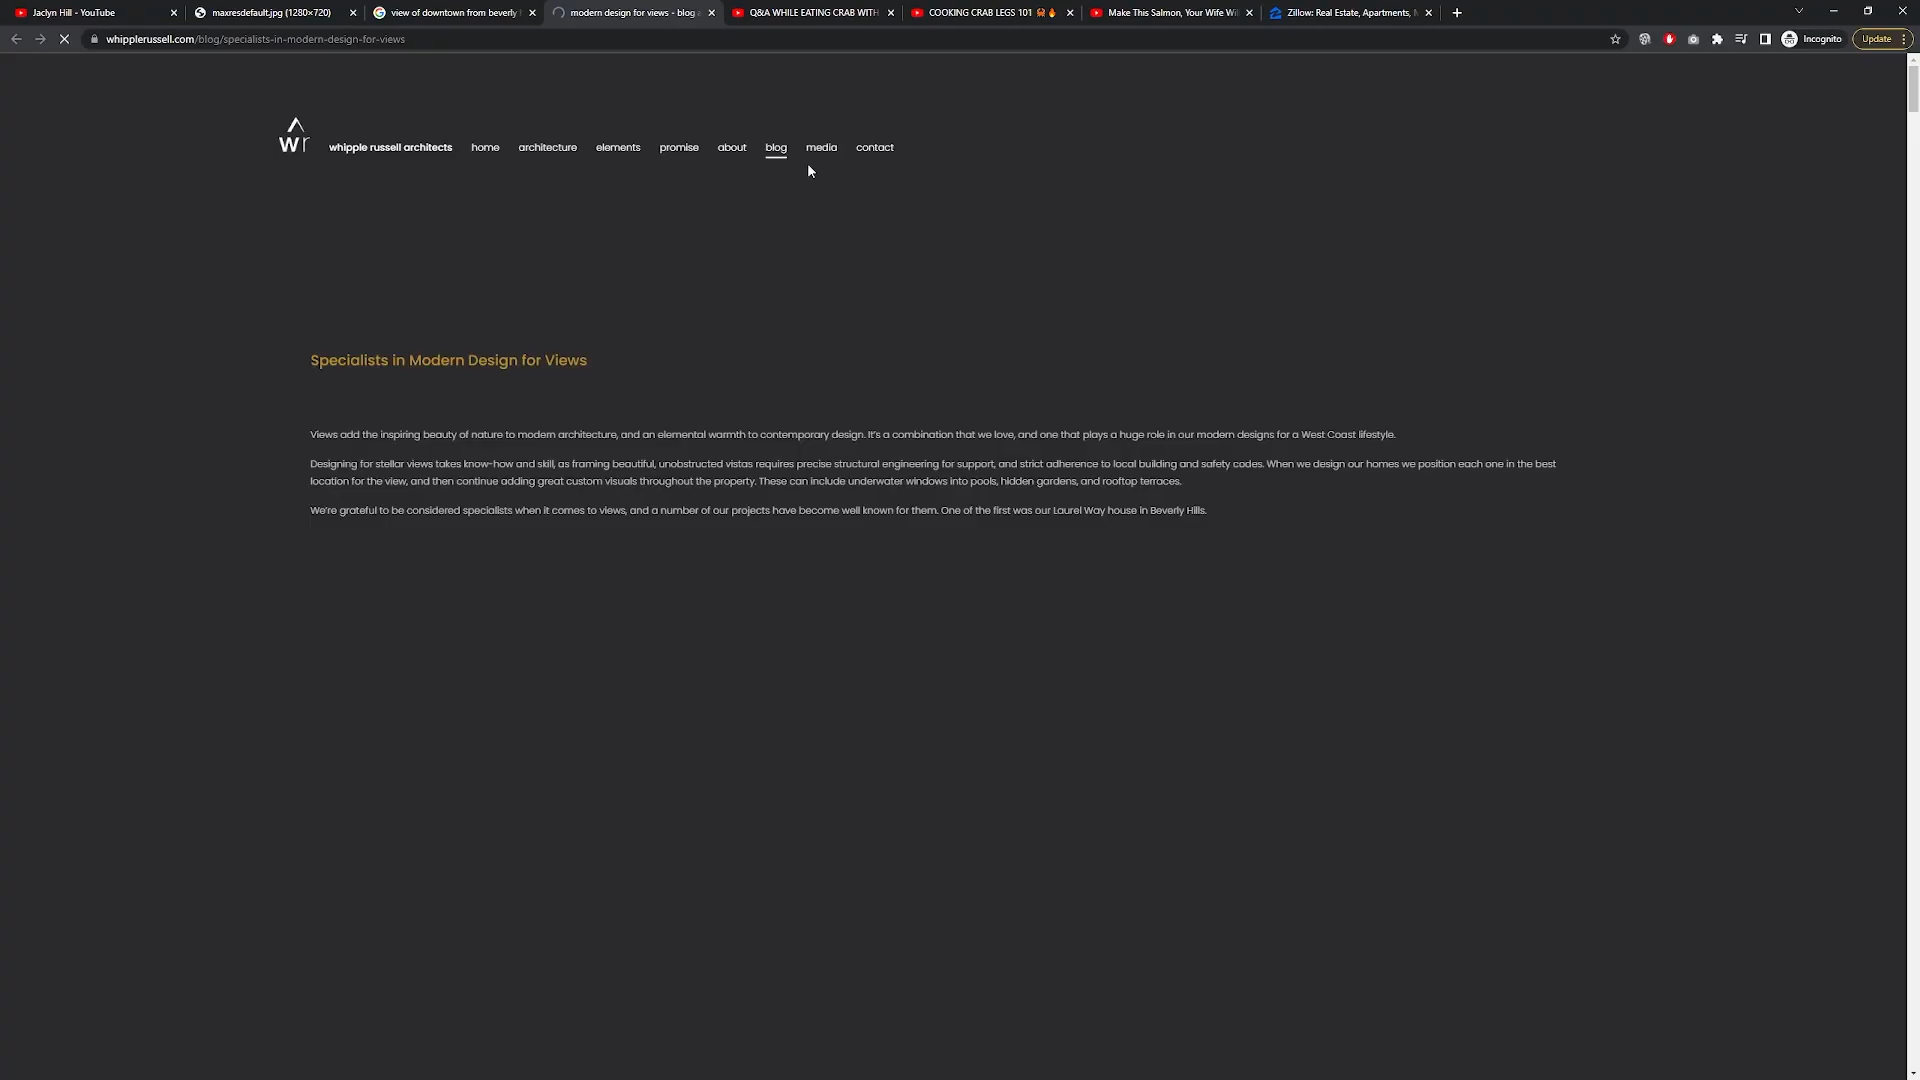 Jaclyn Hill - YouTube
maxresdefault.jpg (1280×720)
view of downtown from beverly
modern design for views - blog
Q&A WHILE EATING CRAB WITH
COOKING CRAB LEGS 101 🦀🔥
Make This Salmon, Your Wife Wi
Zillow: Real Estate, Apartments,
whipplerussell.com/blog/specialists-in-modern-design-for-views
Incognito
Update
wr
whipple russell architects
home
architecture
elements
promise
about
blog
media
contact
Specialists in Modern Design for Views
Views add the inspiring beauty of nature to modern architecture, and an elemental warmth to contemporary design. It's a combination that we love, and one that plays a huge role in our modern designs for a West Coast lifestyle.
Designing for stellar views takes know-how and skill, as framing beautiful, unobstructed vistas requires precise structural engineering for support, and strict adherence to local building and safety codes. When we design our homes we position each one in the best
location for the view, and then continue adding great custom visuals throughout the property. These can include underwater windows into pools, hidden gardens, and rooftop terraces.
We're grateful to be considered specialists when it comes to views, and a number of our projects have become well known for them. One of the first was our Laurel Way house in Beverly Hills.